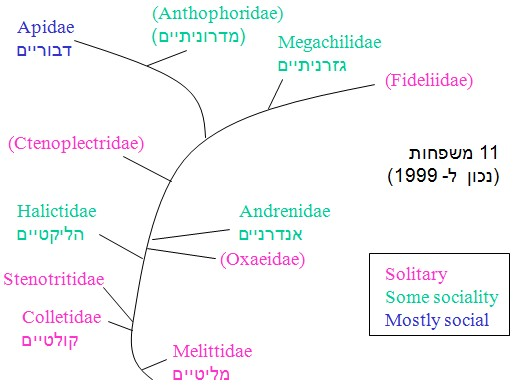 Apidae
דבוריים
(Anthophoridae)
(מדרוניתיים)
Megachilidae
גזרניתיים
(Fideliidae)
(Ctenoplectridae)
11 משפחות
(נכון ל- 1999)
Halictidae
הליקטיים
Andrenidae
אנדרניים
(Oxaeidae)
Stenotritidae
Colletidae
קולטיים
Melittidae
מליטיים
Solitary
Some sociality
Mostly social